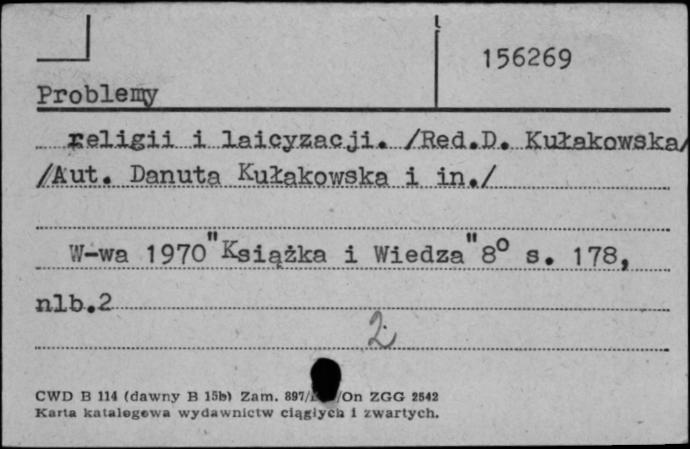 156269
Problemy
religii i laicyzacji. /Red.D. Kułakowska/
/Aut. Danuta Kułakowska i in./
W-wa 1970 "Książka i Wiedza" 8° s. 178,
nlb.2
2
CWD B 114 (dawny B 15b) Zam. 897/ /On ZGG 2542
Karta katalogowa wydawnictw ciągłych i zwartych.